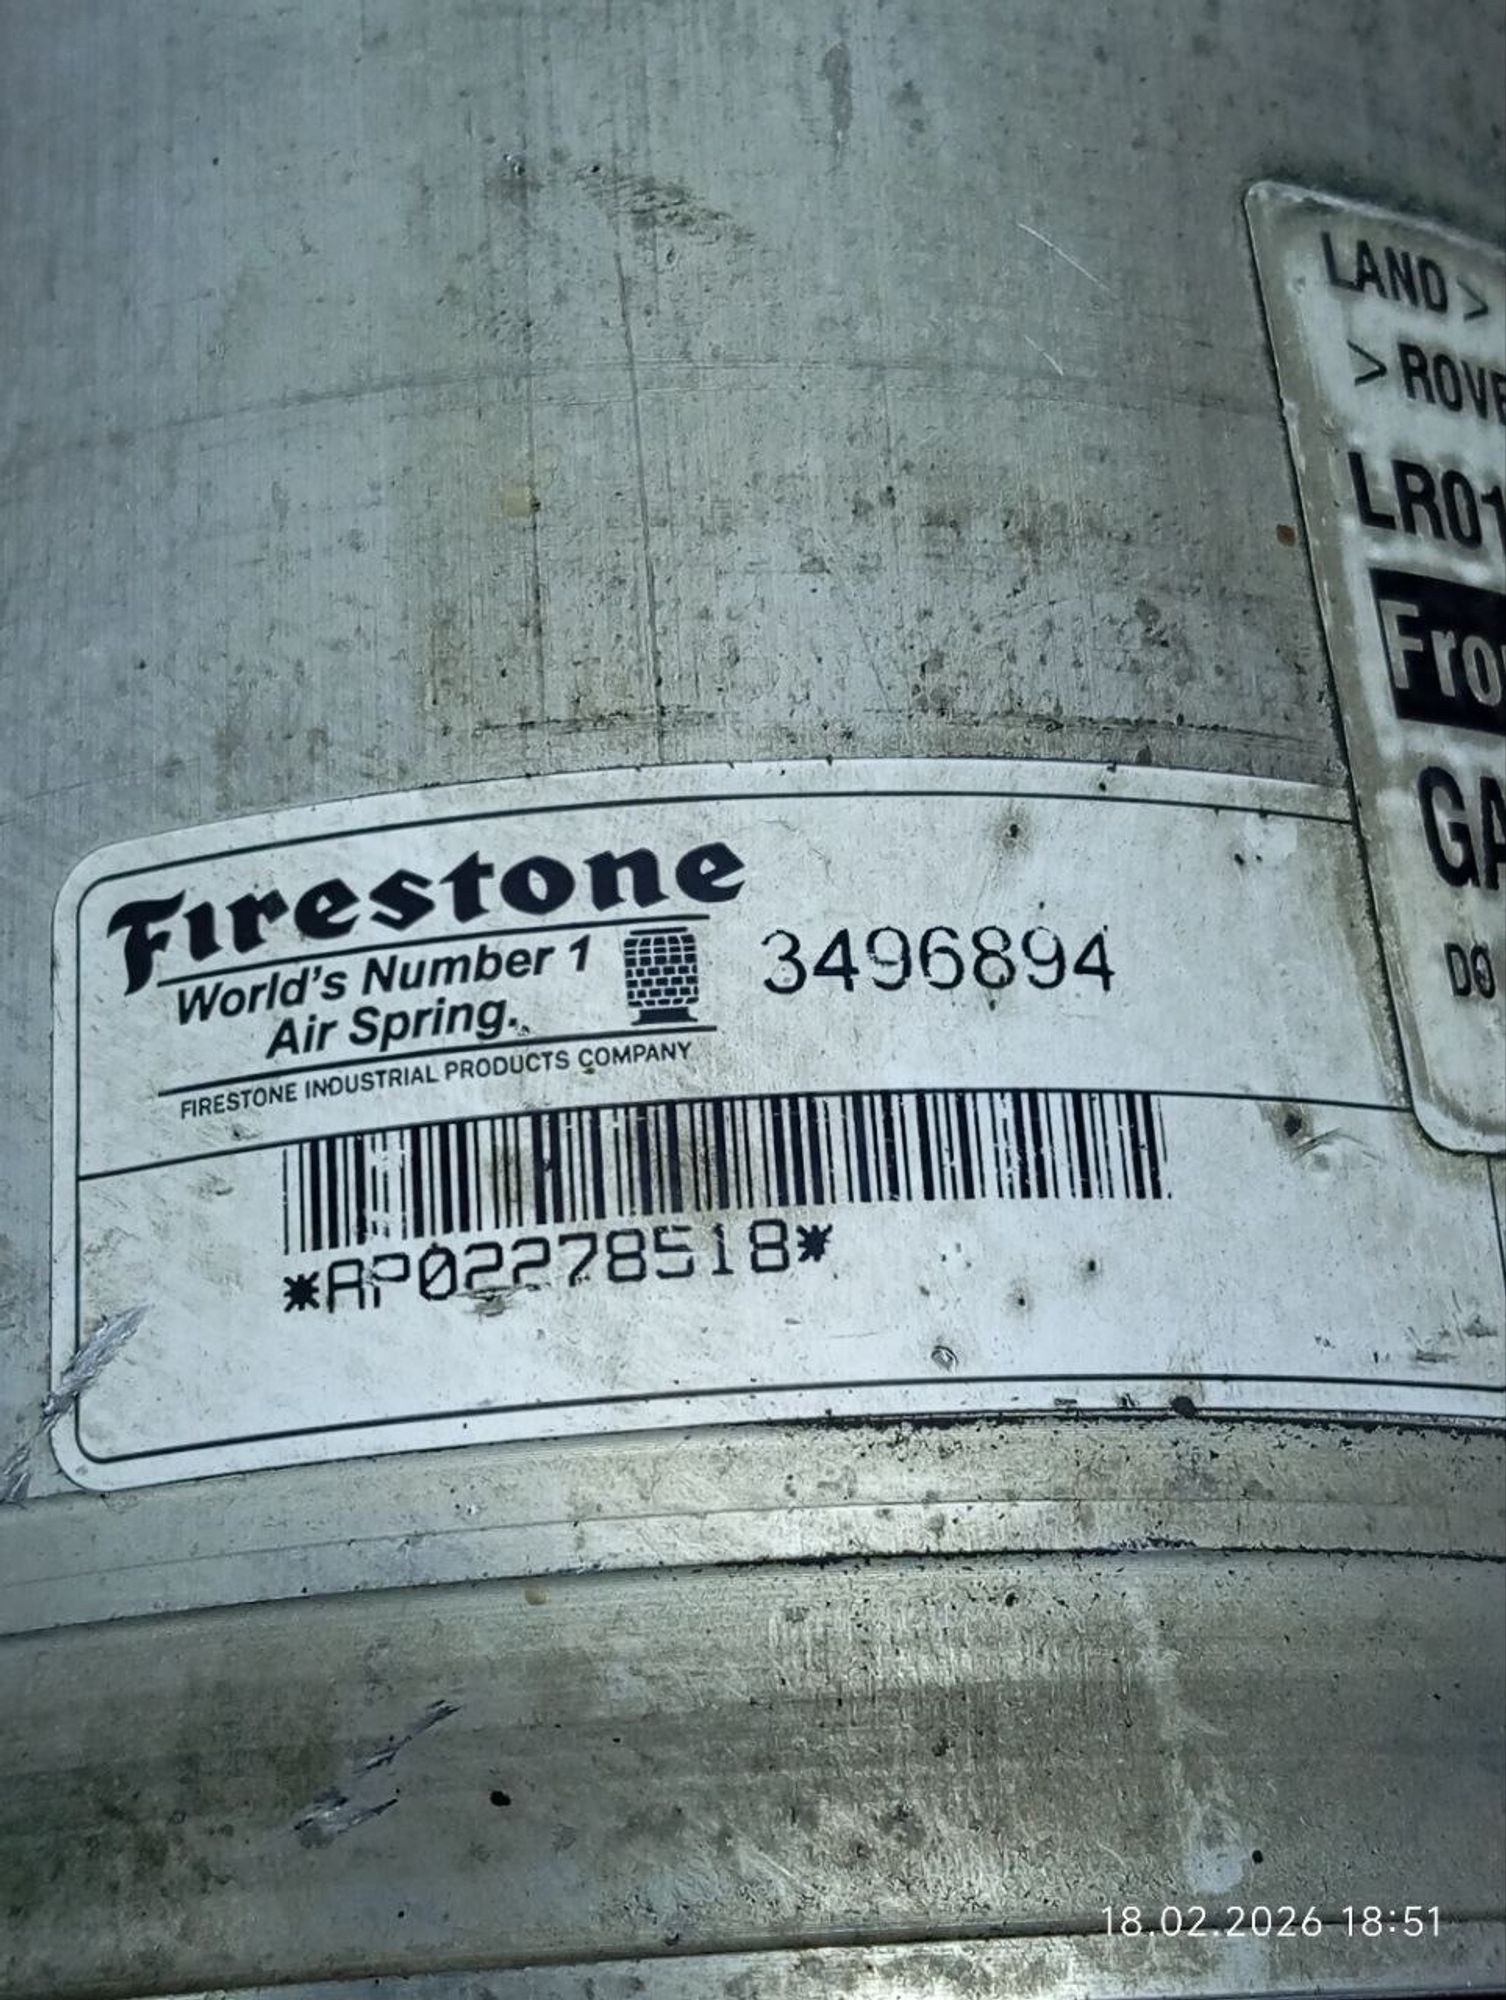 LAND >
> ROVE
LR01
Fro
GA
DO
Firestone
World's Number 1
Air Spring.
FIRESTONE INDUSTRIAL PRODUCTS COMPANY
3496894
*AP02278518*
18.02.2026 18:51